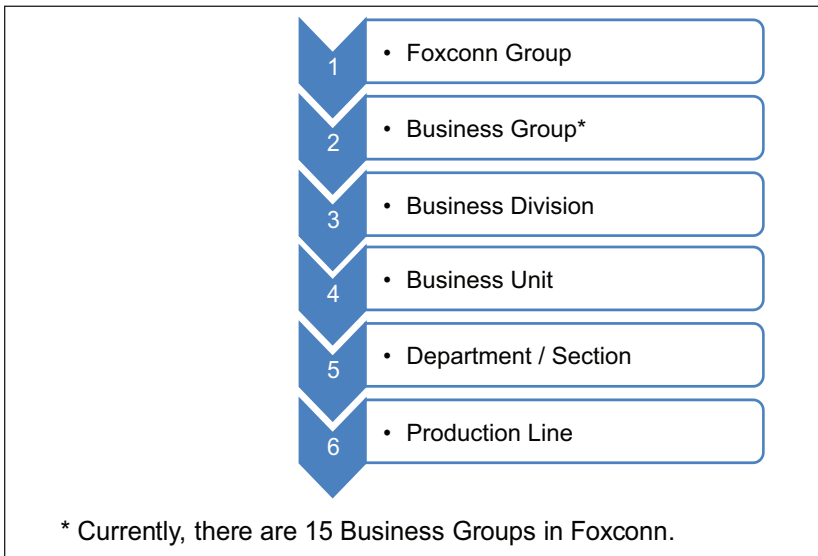 1
• Foxconn Group
2
• Business Group*
3
• Business Division
4
• Business Unit
5
• Department / Section
6
• Production Line
* Currently, there are 15 Business Groups in Foxconn.